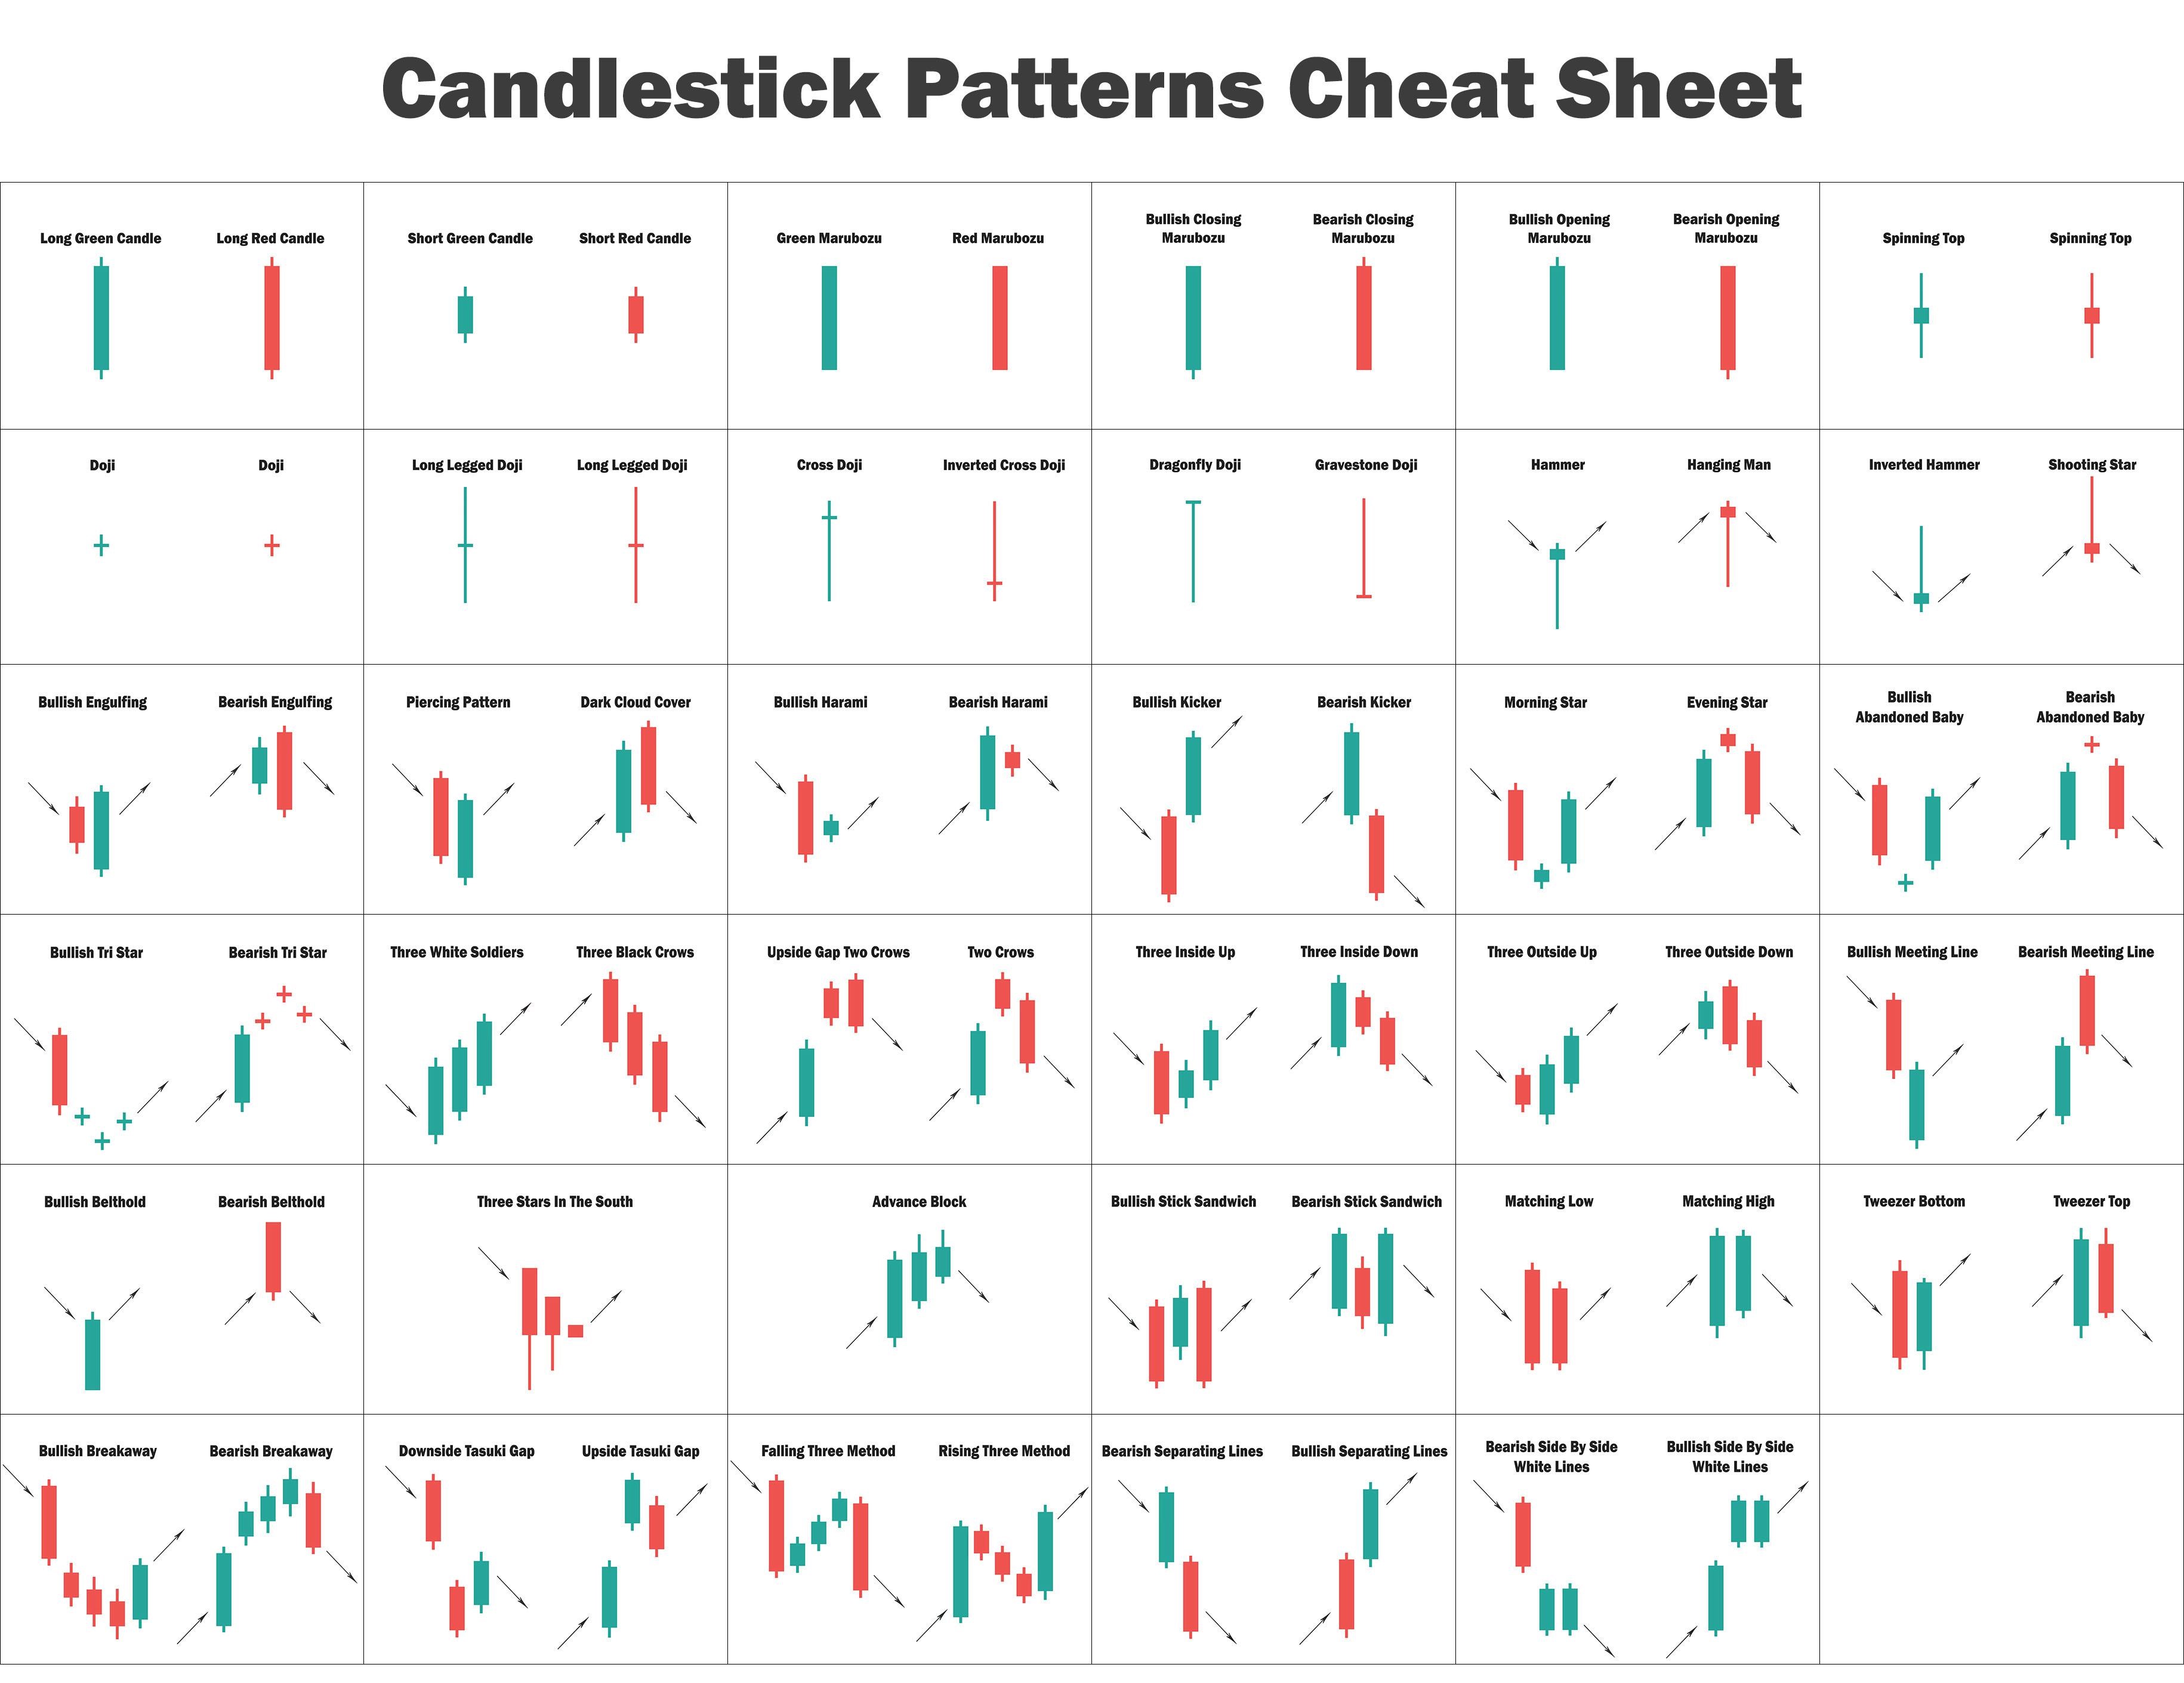 Candlestick Patterns Cheat Sheet
Long Green Candle
Long Red Candle
Short Green Candle
Short Red Candle
Green Marubozu
Red Marubozu
Bullish Closing
Marubozu
Bearish Closing
Marubozu
Bullish Opening
Marubozu
Bearish Opening
Marubozu
Spinning Top
Spinning Top
Doji
Doji
Long Legged Doji
Long Legged Doji
Cross Doji
Inverted Cross Doji
Dragonfly Doji
Gravestone Doji
Hammer
Hanging Man
Inverted Hammer
Shooting Star
Bullish Engulfing
Bearish Engulfing
Piercing Pattern
Dark Cloud Cover
Bullish Harami
Bearish Harami
Bullish Kicker
Bearish Kicker
Morning Star
Evening Star
Bullish
Abandoned Baby
Bearish
Abandoned Baby
Bullish Tri Star
Bearish Tri Star
Three White Soldiers
Three Black Crows
Upside Gap Two Crows
Two Crows
Three Inside Up
Three Inside Down
Three Outside Up
Three Outside Down
Bullish Meeting Line
Bearish Meeting Line
Bullish Belthold
Bearish Belthold
Three Stars In The South
Advance Block
Bullish Stick Sandwich
Bearish Stick Sandwich
Matching Low
Matching High
Tweezer Bottom
Tweezer Top
Bullish Breakaway
Bearish Breakaway
Downside Tasuki Gap
Upside Tasuki Gap
Falling Three Method
Rising Three Method
Bearish Separating Lines
Bullish Separating Lines
Bearish Side By Side
White Lines
Bullish Side By Side
White Lines